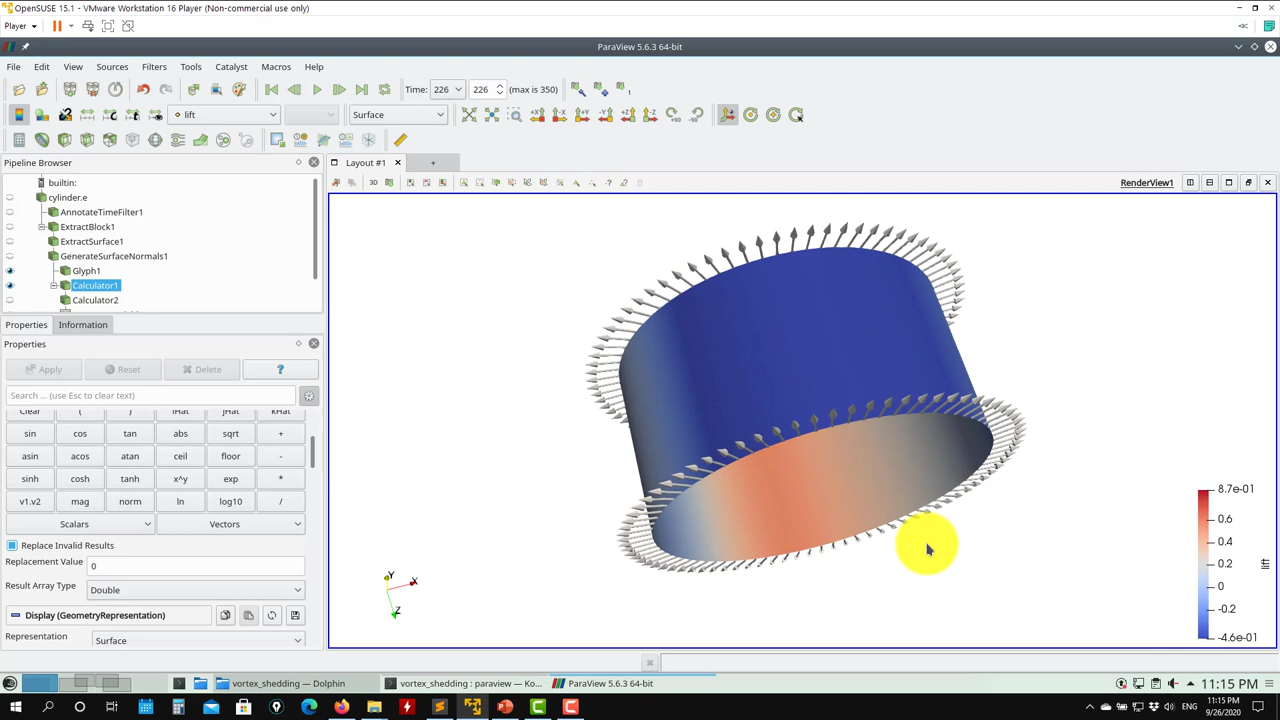 OpenSUSE 15.1 - VMware Workstation 16 Player (Non-commercial use only)
Player
ParaView 5.6.3 64-bit
File Edit View Sources Filters Tools Catalyst Macros Help
Time: 226 226 (max is 350)
lift Surface +X -X +Y -Y +Z -Z +90 -90
Pipeline Browser
Layout #1 +
builtin:
3D RenderView1
cylinder.e
AnnotateTimeFilter1
ExtractBlock1
ExtractSurface1
GenerateSurfaceNormals1
Glyph1
Calculator1
Calculator2
Properties Information
Properties
Apply Reset Delete ?
Search ... (use Esc to clear text)
Clear ( ) iHat jHat kHat
sin cos tan abs sqrt +
asin acos atan ceil floor -
sinh cosh tanh x^y exp *
v1.v2 mag norm ln log10 /
Scalars Vectors
Replace Invalid Results
Replacement Value 0
Result Array Type Double
Display (GeometryRepresentation)
Representation Surface
Y
X
Z
8.7e-01
0.6
0.4
0.2
0
-0.2
-4.6e-01
lift
vortex_shedding — Dolphin vortex_shedding : paraview — Ko... ParaView 5.6.3 64-bit 11:15 PM
ENG 11:15 PM
9/26/2020